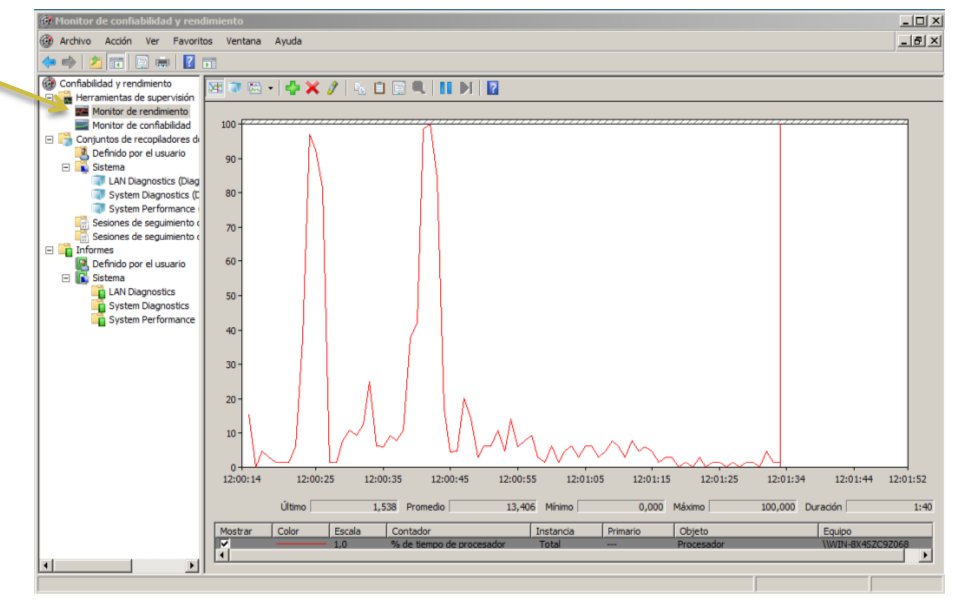 Monitor de confiabilidad y rendimiento
Archivo Acción Ver Favoritos Ventana Ayuda
Confiabilidad y rendimiento
Herramientas de supervisión
Monitor de rendimiento
Monitor de confiabilidad
Conjuntos de recopiladores d
Definido por el usuario
Sistema
LAN Diagnostics (Diag
System Diagnostics (D
System Performance
Sesiones de seguimiento
Sesiones de seguimiento
Informes
Definido por el usuario
Sistema
LAN Diagnostics
System Diagnostics
System Performance
100
90
80
70
60
50
40
30
20
10
0
12:00:14 12:00:25 12:00:35 12:00:45 12:00:55 12:01:05 12:01:15 12:01:25 12:01:34 12:01:44 12:01:52
Último 1,538 Promedio 13,406 Mínimo 0,000 Máximo 100,000 Duración 1:40
Mostrar Color Escala Contador Instancia Primario Objeto Equipo
1,0 % de tiempo de procesador _Total --- Procesador \\WIN-8X4SZC9Z068